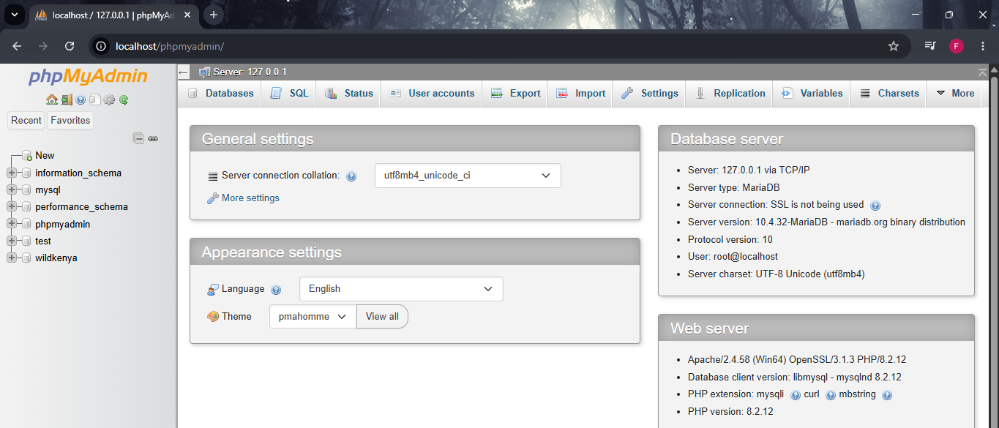 localhost / 127.0.0.1 | phpMyAd
localhost/phpmyadmin/
F
phpMyAdmin
Recent Favorites
New
information_schema
mysql
performance_schema
phpmyadmin
test
wildkenya
Server: 127.0.0.1
Databases SQL Status User accounts Export Import Settings Replication Variables Charsets More
General settings
Server connection collation: utf8mb4_unicode_ci
More settings
Appearance settings
Language English
Theme pmahomme View all
Database server
Server: 127.0.0.1 via TCP/IP
Server type: MariaDB
Server connection: SSL is not being used
Server version: 10.4.32-MariaDB - mariadb.org binary distribution
Protocol version: 10
User: root@localhost
Server charset: UTF-8 Unicode (utf8mb4)
Web server
Apache/2.4.58 (Win64) OpenSSL/3.1.3 PHP/8.2.12
Database client version: libmysql - mysqlnd 8.2.12
PHP extension: mysqli curl mbstring
PHP version: 8.2.12